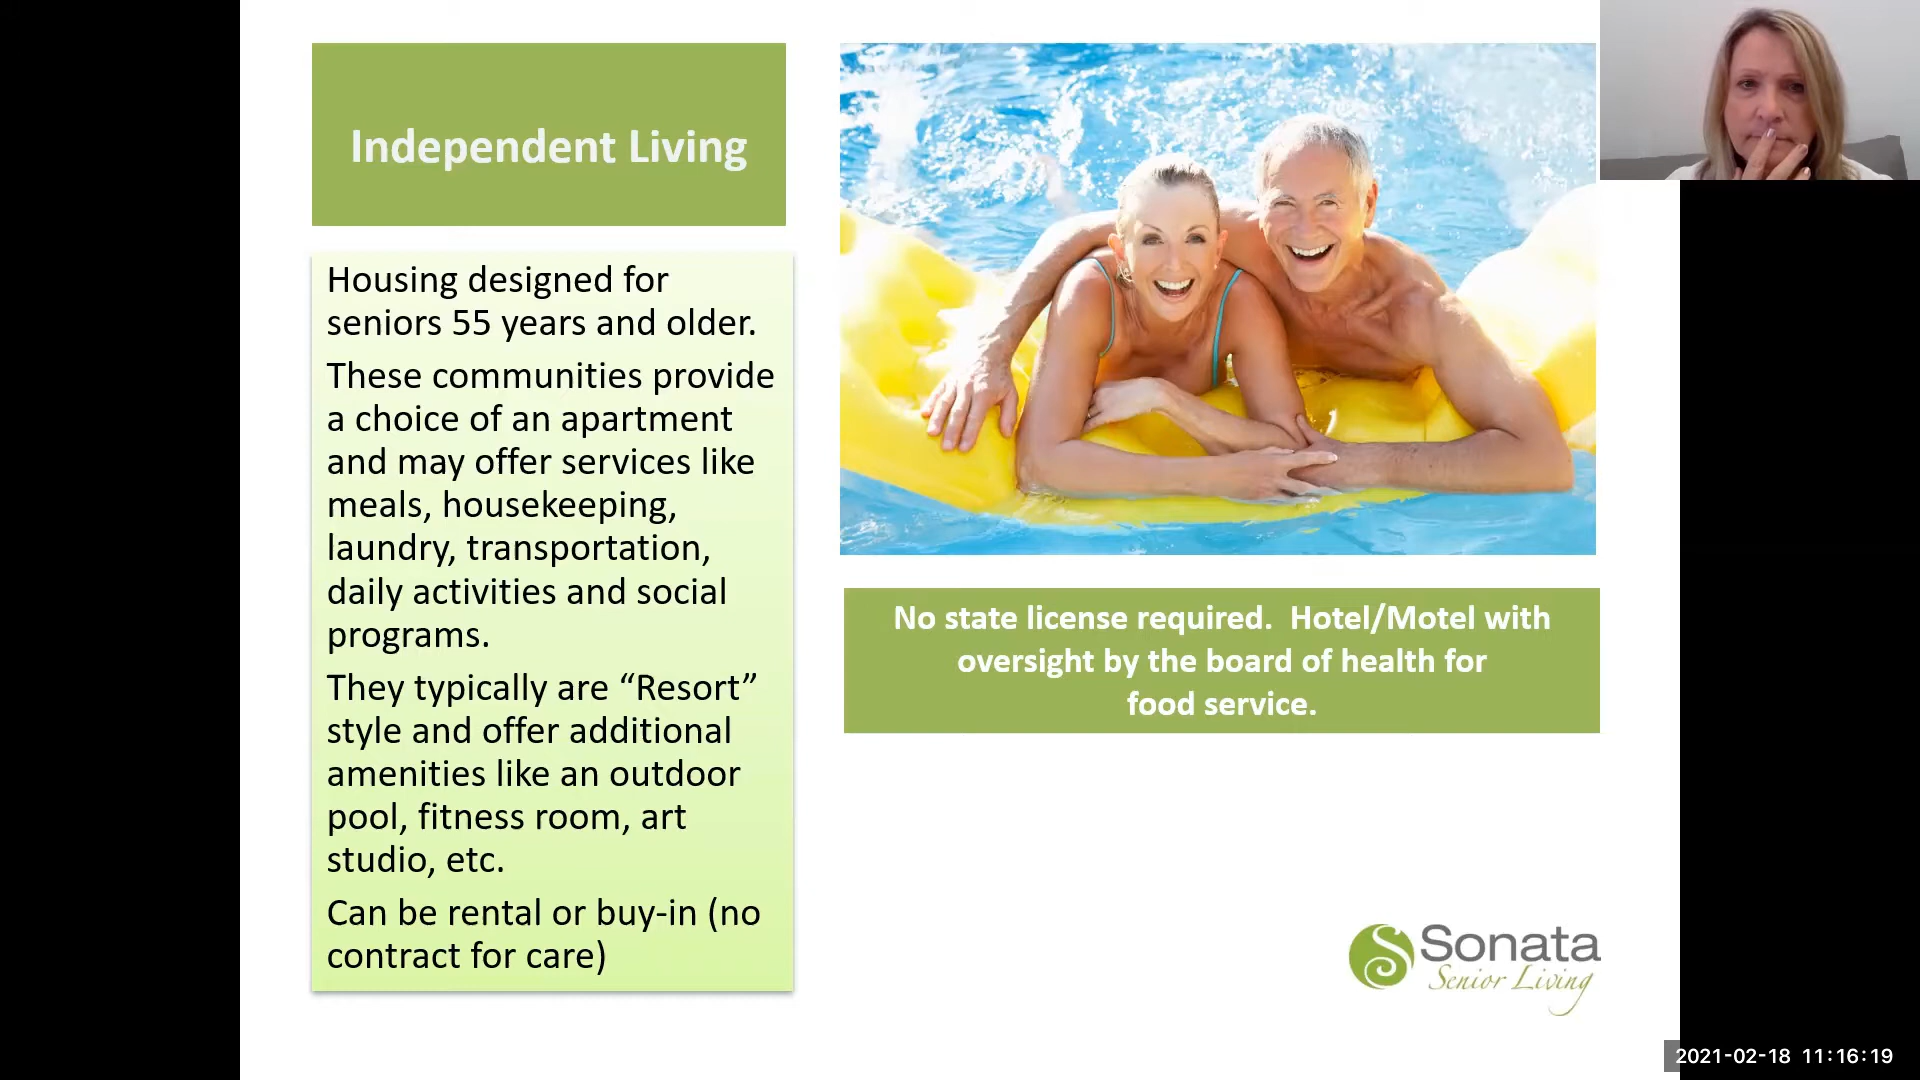 Independent Living
Housing designed for
seniors 55 years and older.
These communities provide
a choice of an apartment
and may offer services like
meals, housekeeping,
laundry, transportation,
daily activities and social
programs.
They typically are “Resort”
style and offer additional
amenities like an outdoor
pool, fitness room, art
studio, etc.
Can be rental or buy-in (no
contract for care)
No state license required.  Hotel/Motel with
oversight by the board of health for
food service.
Sonata
Senior Living
2021-02-18 11:16:19